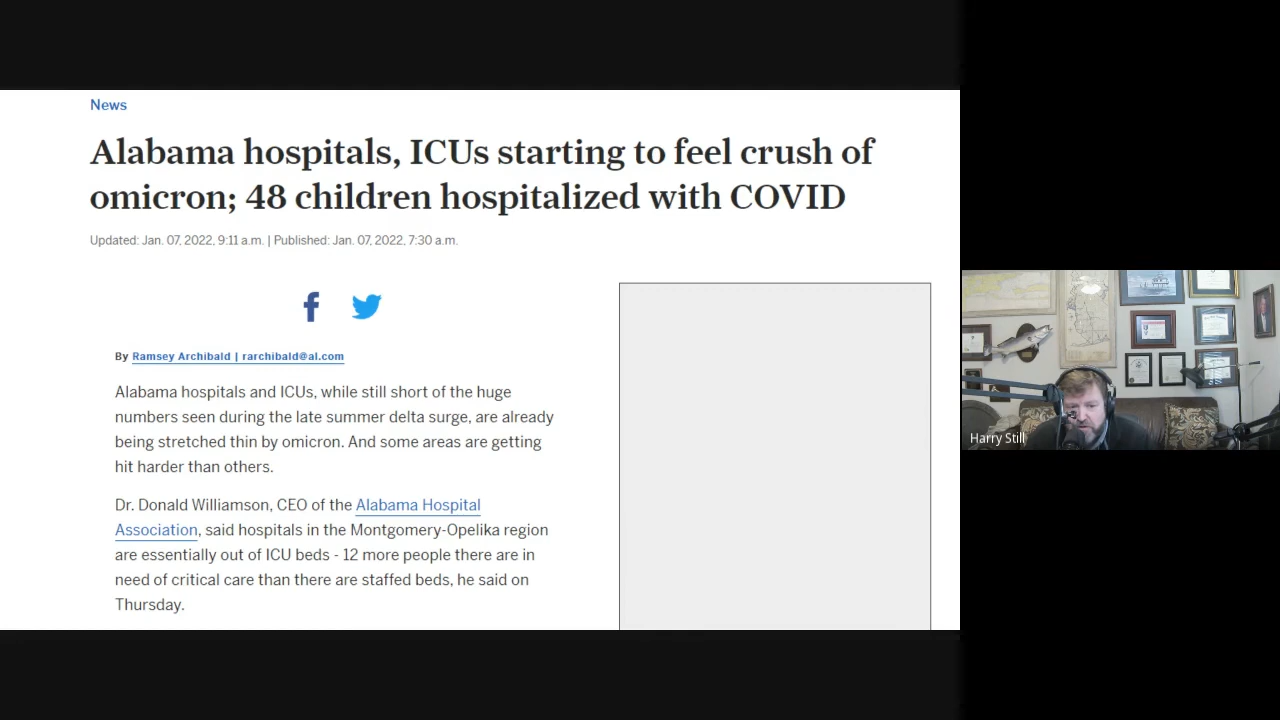 News
Alabama hospitals, ICUs starting to feel crush of
omicron; 48 children hospitalized with COVID
Updated: Jan. 07, 2022, 9:11 a.m. | Published: Jan. 07, 2022, 7:30 a.m.
By Ramsey Archibald | rarchibald@al.com
Alabama hospitals and ICUs, while still short of the huge
numbers seen during the late summer delta surge, are already
being stretched thin by omicron. And some areas are getting
hit harder than others.
Dr. Donald Williamson, CEO of the Alabama Hospital
Association, said hospitals in the Montgomery-Opelika region
are essentially out of ICU beds - 12 more people there are in
need of critical care than there are staffed beds, he said on
Thursday.
Harry Still